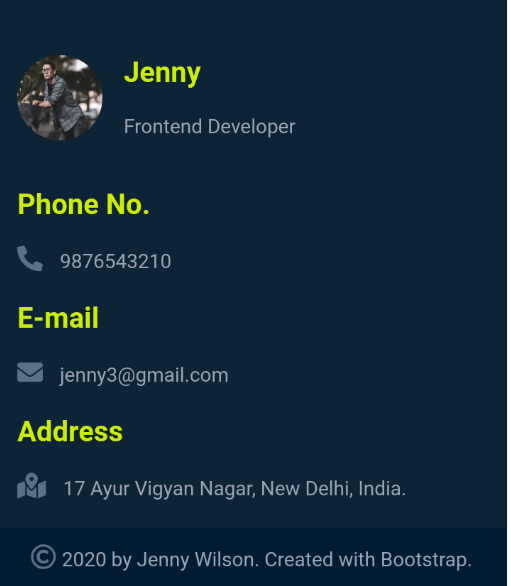 Jenny
Frontend Developer
Phone No.
9876543210
E-mail
jenny3@gmail.com
Address
17 Ayur Vigyan Nagar, New Delhi, India.
© 2020 by Jenny Wilson. Created with Bootstrap.